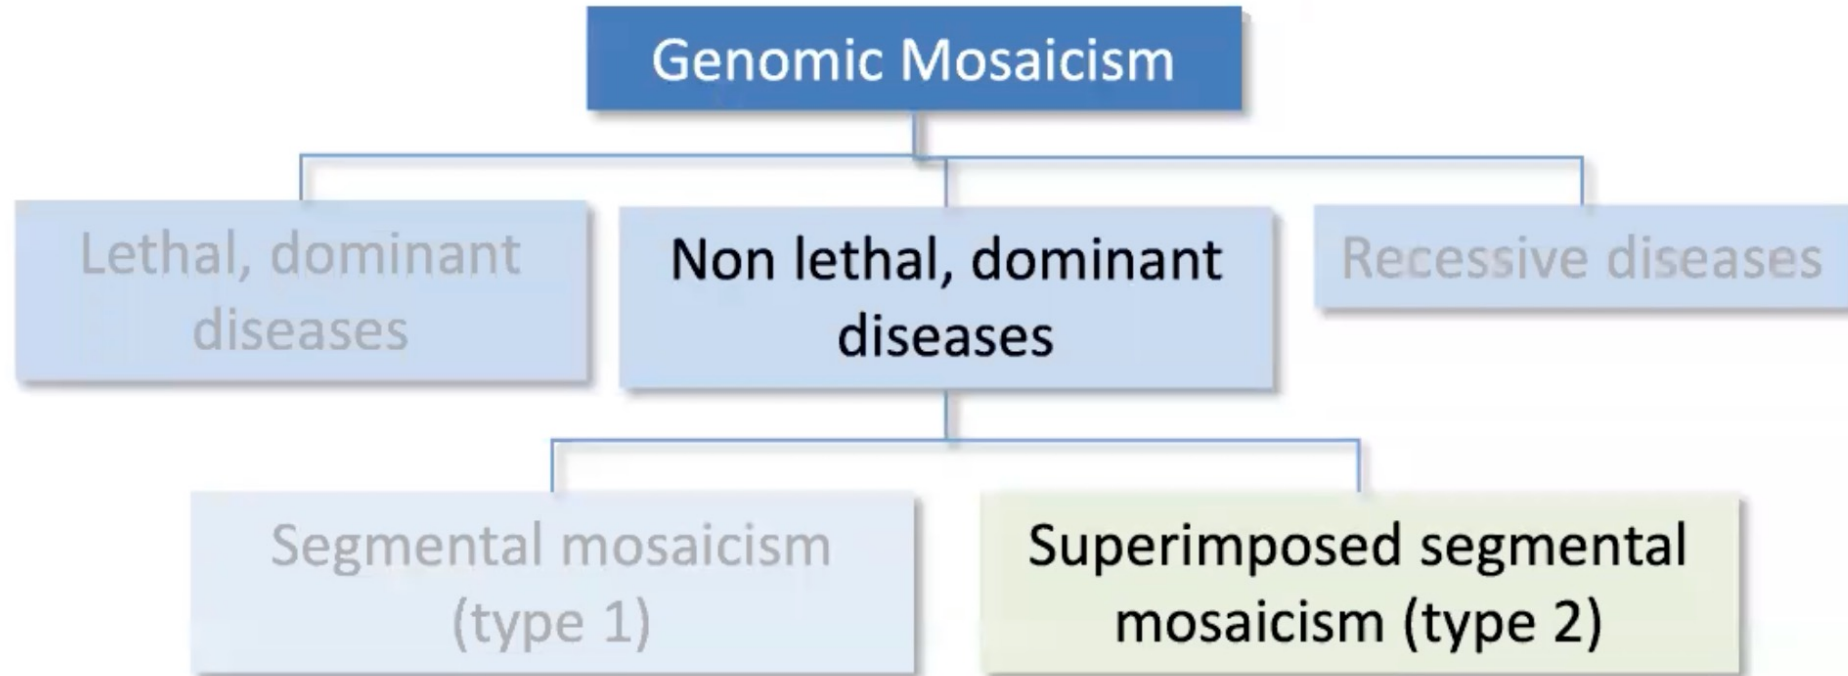 Genomic Mosaicism
Lethal, dominant
diseases
Non lethal, dominant
diseases
Recessive diseases
Segmental mosaicism
(type 1)
Superimposed segmental
mosaicism (type 2)